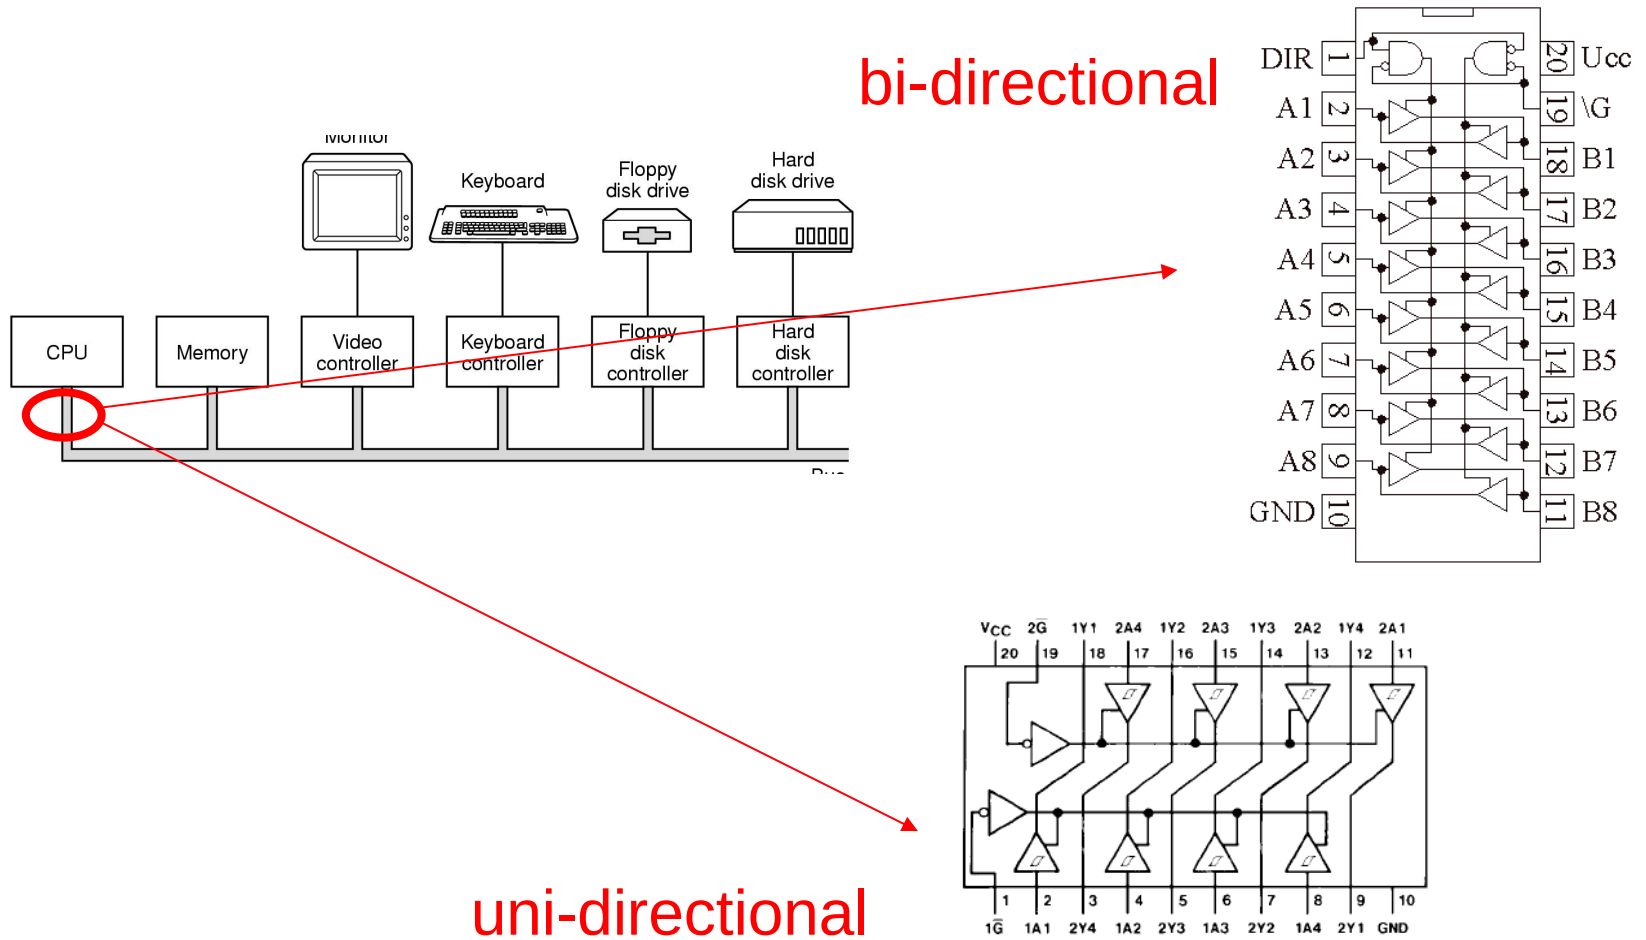 bi-directional
Monitor
Keyboard
Floppy
disk drive
Hard
disk drive
CPU
Memory
Video
controller
Keyboard
controller
Floppy
disk
controller
Hard
disk
controller
Bus
DIR 1 20 Ucc
A1 2 19 \G
A2 3 18 B1
A3 4 17 B2
A4 5 16 B3
A5 6 15 B4
A6 7 14 B5
A7 8 13 B6
A8 9 12 B7
GND 10 11 B8
VCC 2G̅ 1Y1 2A4 1Y2 2A3 1Y3 2A2 1Y4 2A1
20 19 18 17 16 15 14 13 12 11
1 2 3 4 5 6 7 8 9 10
1G̅ 1A1 2Y4 1A2 2Y3 1A3 2Y2 1A4 2Y1 GND
uni-directional